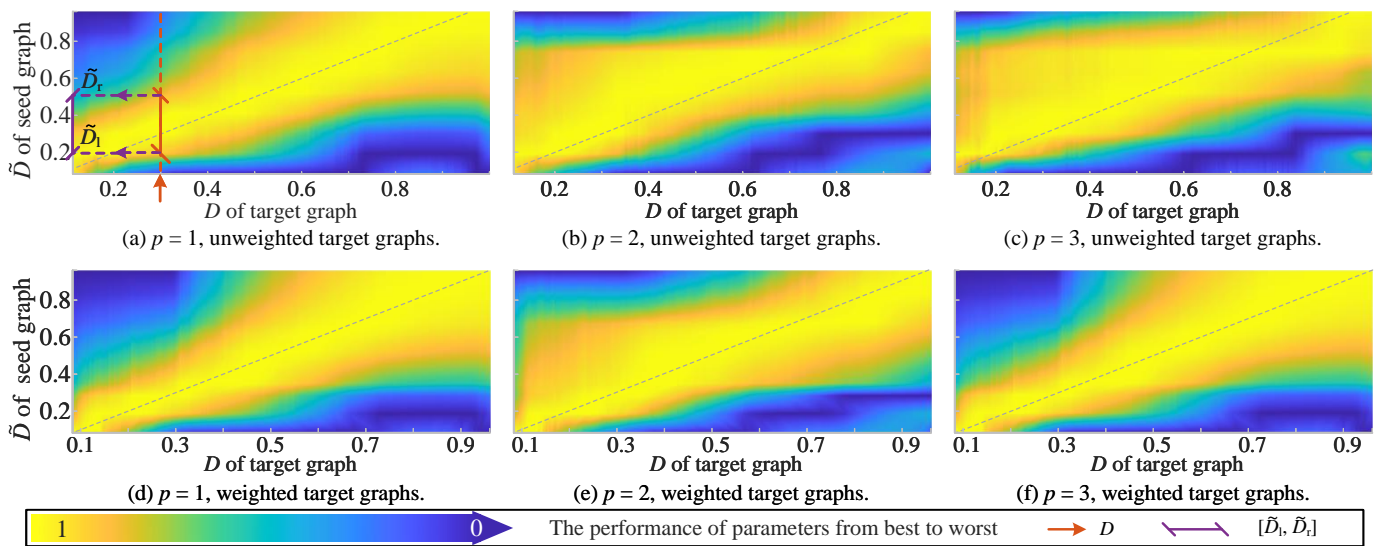 D̃ of seed graph
0.8
0.6
0.4
0.2
D̃r
D̃l
0.2 0.4 0.6 0.8
D of target graph
(a) p = 1, unweighted target graphs.
0.2 0.4 0.6 0.8
D of target graph
(b) p = 2, unweighted target graphs.
0.2 0.4 0.6 0.8
D of target graph
(c) p = 3, unweighted target graphs.
D̃ of seed graph
0.8
0.6
0.4
0.2
0.1 0.3 0.5 0.7 0.9
D of target graph
(d) p = 1, weighted target graphs.
0.1 0.3 0.5 0.7 0.9
D of target graph
(e) p = 2, weighted target graphs.
0.1 0.3 0.5 0.7 0.9
D of target graph
(f) p = 3, weighted target graphs.
1 0 The performance of parameters from best to worst D [D̃l, D̃r]